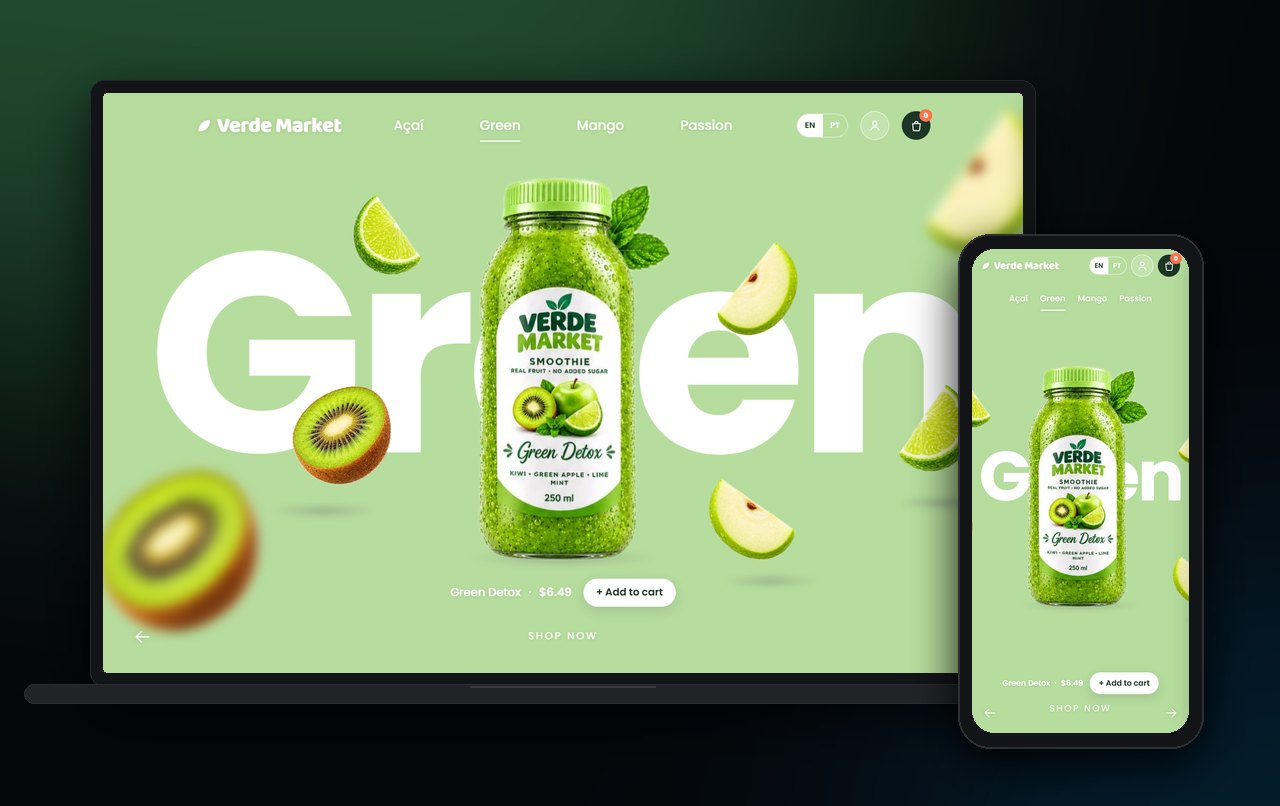 Verde Market
Açaí Green Mango Passion
EN PT
0
Green
VERDE
MARKET
SMOOTHIE
REAL FRUIT • NO ADDED SUGAR
Green Detox
KIWI • GREEN APPLE • LIME
MINT
250 ml
Green Detox · $6.49 + Add to cart
SHOP NOW
Verde Market
EN PT
0
Açaí Green Mango Passion
Green
VERDE
MARKET
SMOOTHIE
REAL FRUIT • NO ADDED SUGAR
Green Detox
KIWI • GREEN APPLE • LIME
MINT
250 ml
Green Detox · $6.49 + Add to cart
SHOP NOW